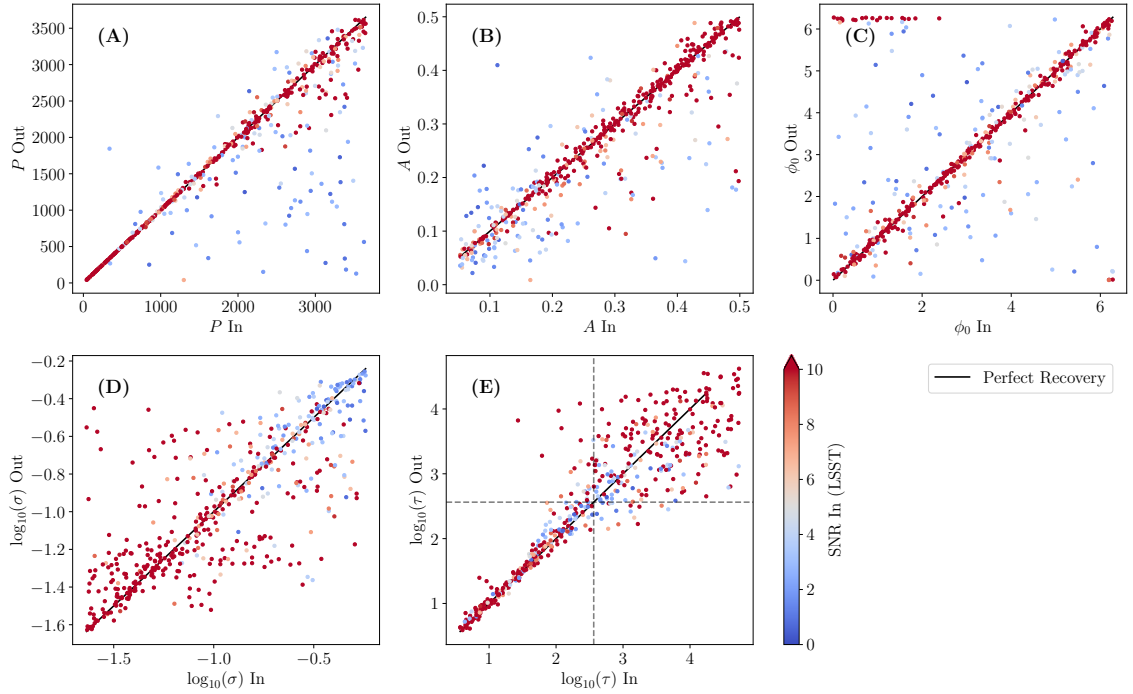 (A)
P Out
3500
3000
2500
2000
1500
1000
500
0
0 1000 2000 3000
P In
(B)
A Out
0.5
0.4
0.3
0.2
0.1
0.0
0.1 0.2 0.3 0.4 0.5
A In
(C)
ϕ₀ Out
6
5
4
3
2
1
0
0 2 4 6
ϕ₀ In
(D)
log₁₀(σ) Out
−0.2
−0.4
−0.6
−0.8
−1.0
−1.2
−1.4
−1.6
−1.5 −1.0 −0.5
log₁₀(σ) In
(E)
log₁₀(τ) Out
4
3
2
1
1 2 3 4
log₁₀(τ) In
10
8
6
4
2
0
SNR In (LSST)
Perfect Recovery